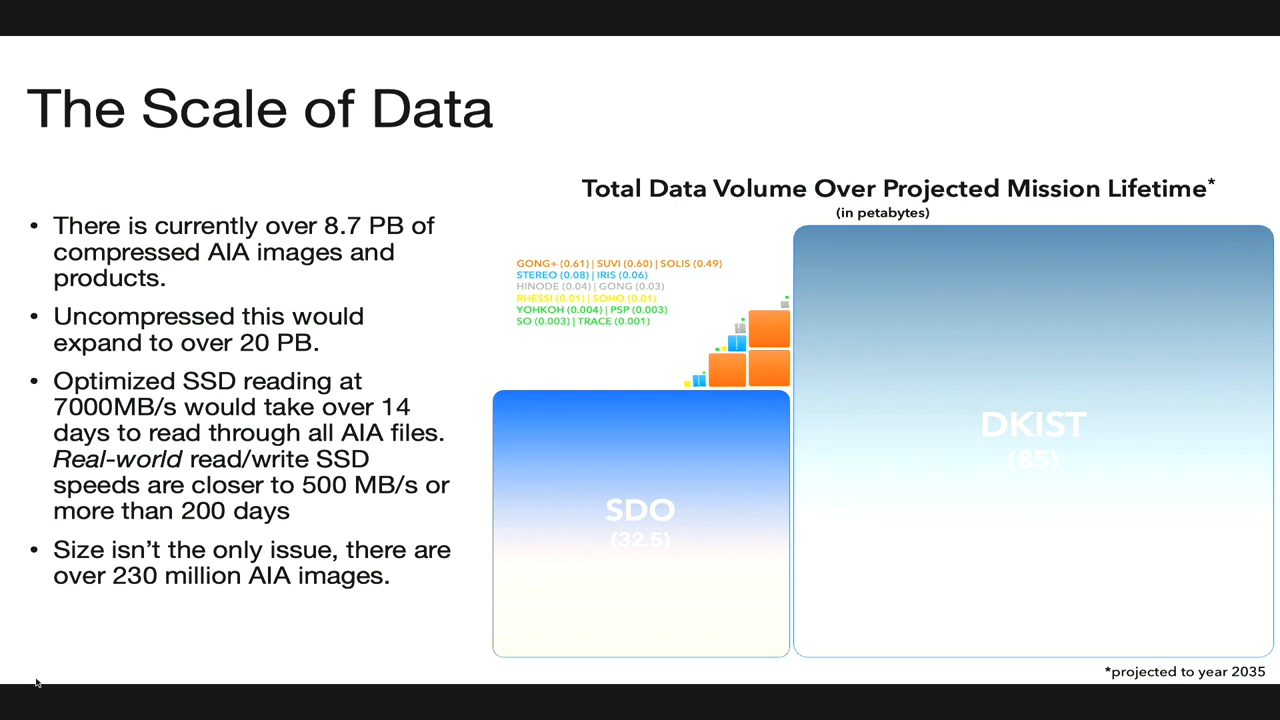 The Scale of Data
• There is currently over 8.7 PB of
compressed AIA images and
products.
• Uncompressed this would
expand to over 20 PB.
• Optimized SSD reading at
7000MB/s would take over 14
days to read through all AIA files.
Real-world read/write SSD
speeds are closer to 500 MB/s or
more than 200 days
• Size isn’t the only issue, there are
over 230 million AIA images.
Total Data Volume Over Projected Mission Lifetime*
(in petabytes)
GONG+ (0.61) | SUVI (0.60) | SOLIS (0.49)
STEREO (0.08) | IRIS (0.06)
HINODE (0.04) | GONG (0.03)
RHESSI (0.01) | SOHO (0.01)
YOHKOH (0.004) | PSP (0.003)
SO (0.003) | TRACE (0.001)
SDO
(32.5)
DKIST
(85)
*projected to year 2035